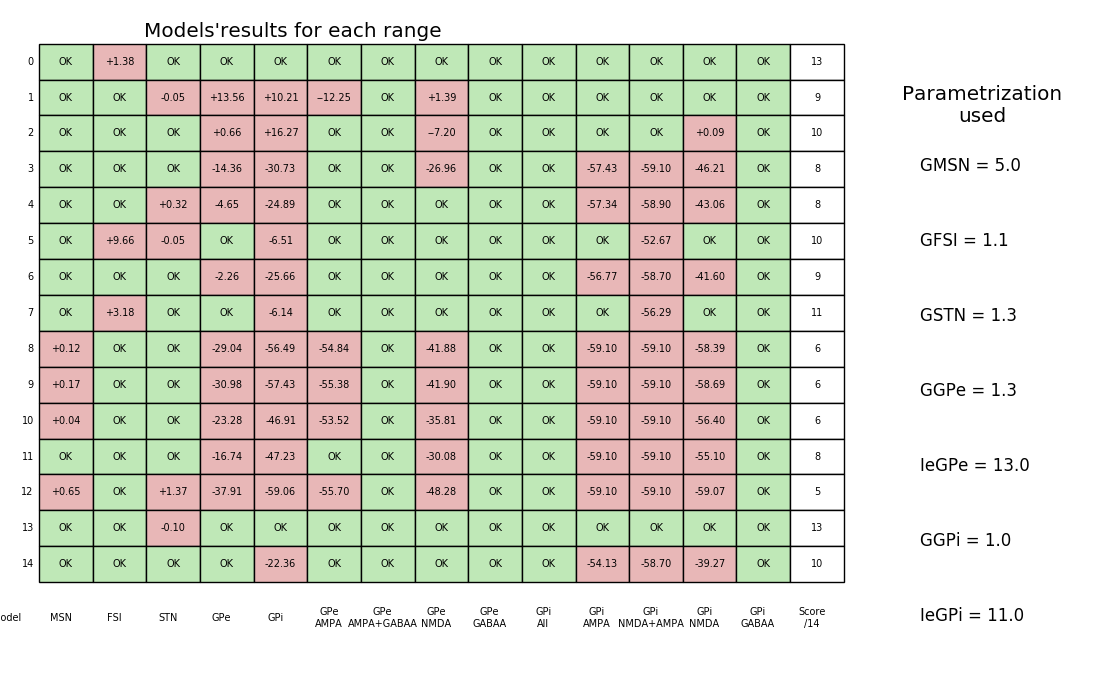 Models'results for each range
0 OK +1.38 OK OK OK OK OK OK OK OK OK OK OK OK 13
1 OK OK -0.05 +13.56 +10.21 --12.25 OK +1.39 OK OK OK OK OK OK 9
2 OK OK OK +0.66 +16.27 OK OK --7.20 OK OK OK OK +0.09 OK 10
3 OK OK OK -14.36 -30.73 OK OK -26.96 OK OK -57.43 -59.10 -46.21 OK 8
4 OK OK +0.32 -4.65 -24.89 OK OK OK OK OK -57.34 -58.90 -43.06 OK 8
5 OK +9.66 -0.05 OK -6.51 OK OK OK OK OK OK -52.67 OK OK 10
6 OK OK OK -2.26 -25.66 OK OK OK OK OK -56.77 -58.70 -41.60 OK 9
7 OK +3.18 OK OK -6.14 OK OK OK OK OK OK -56.29 OK OK 11
8 +0.12 OK OK -29.04 -56.49 -54.84 OK -41.88 OK OK -59.10 -59.10 -58.39 OK 6
9 +0.17 OK OK -30.98 -57.43 -55.38 OK -41.90 OK OK -59.10 -59.10 -58.69 OK 6
10 +0.04 OK OK -23.28 -46.91 -53.52 OK -35.81 OK OK -59.10 -59.10 -56.40 OK 6
11 OK OK OK -16.74 -47.23 OK OK -30.08 OK OK -59.10 -59.10 -55.10 OK 8
12 +0.65 OK +1.37 -37.91 -59.06 -55.70 OK -48.28 OK OK -59.10 -59.10 -59.07 OK 5
13 OK OK -0.10 OK OK OK OK OK OK OK OK OK OK OK 13
14 OK OK OK OK -22.36 OK OK OK OK OK -54.13 -58.70 -39.27 OK 10
odel MSN FSI STN GPe GPi GPe AMPA GPe AMPA+GABAA GPe NMDA GPe GABAA GPi All GPi AMPA GPi NMDA+AMPA GPi NMDA GPi GABAA Score /14
Parametrization
used
GMSN = 5.0
GFSI = 1.1
GSTN = 1.3
GGPe = 1.3
IeGPe = 13.0
GGPi = 1.0
IeGPi = 11.0